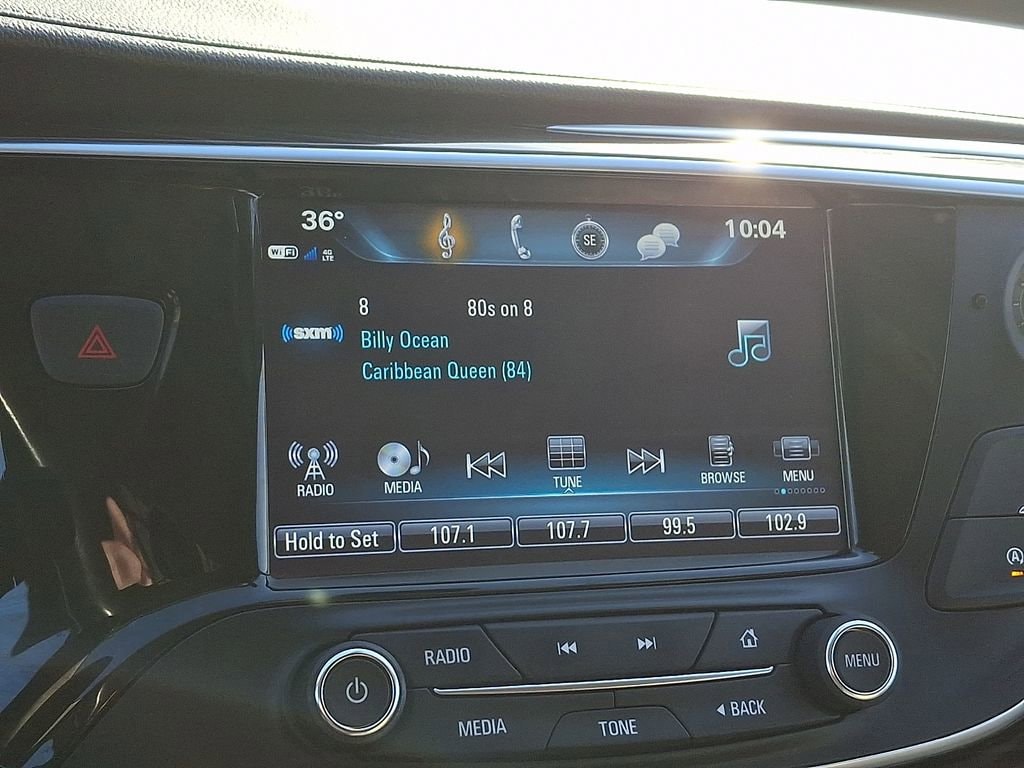 36°
10:04
WiFi
4G
LTE
SE
8
80s on 8
((sxm))
Billy Ocean
Caribbean Queen (84)
RADIO
MEDIA
TUNE
BROWSE
MENU
Hold to Set
107.1
107.7
99.5
102.9
RADIO
MENU
MEDIA
TONE
BACK
A